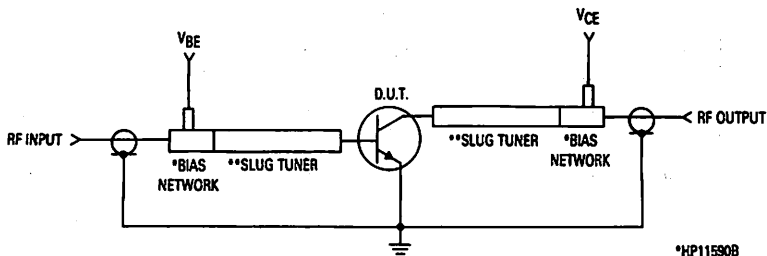 VCE
VBE
D.U.T.
RF INPUT
**SLUG TUNER
RF OUTPUT
*BIAS
NETWORK
**SLUG TUNER
*BIAS
NETWORK
*HP11590B